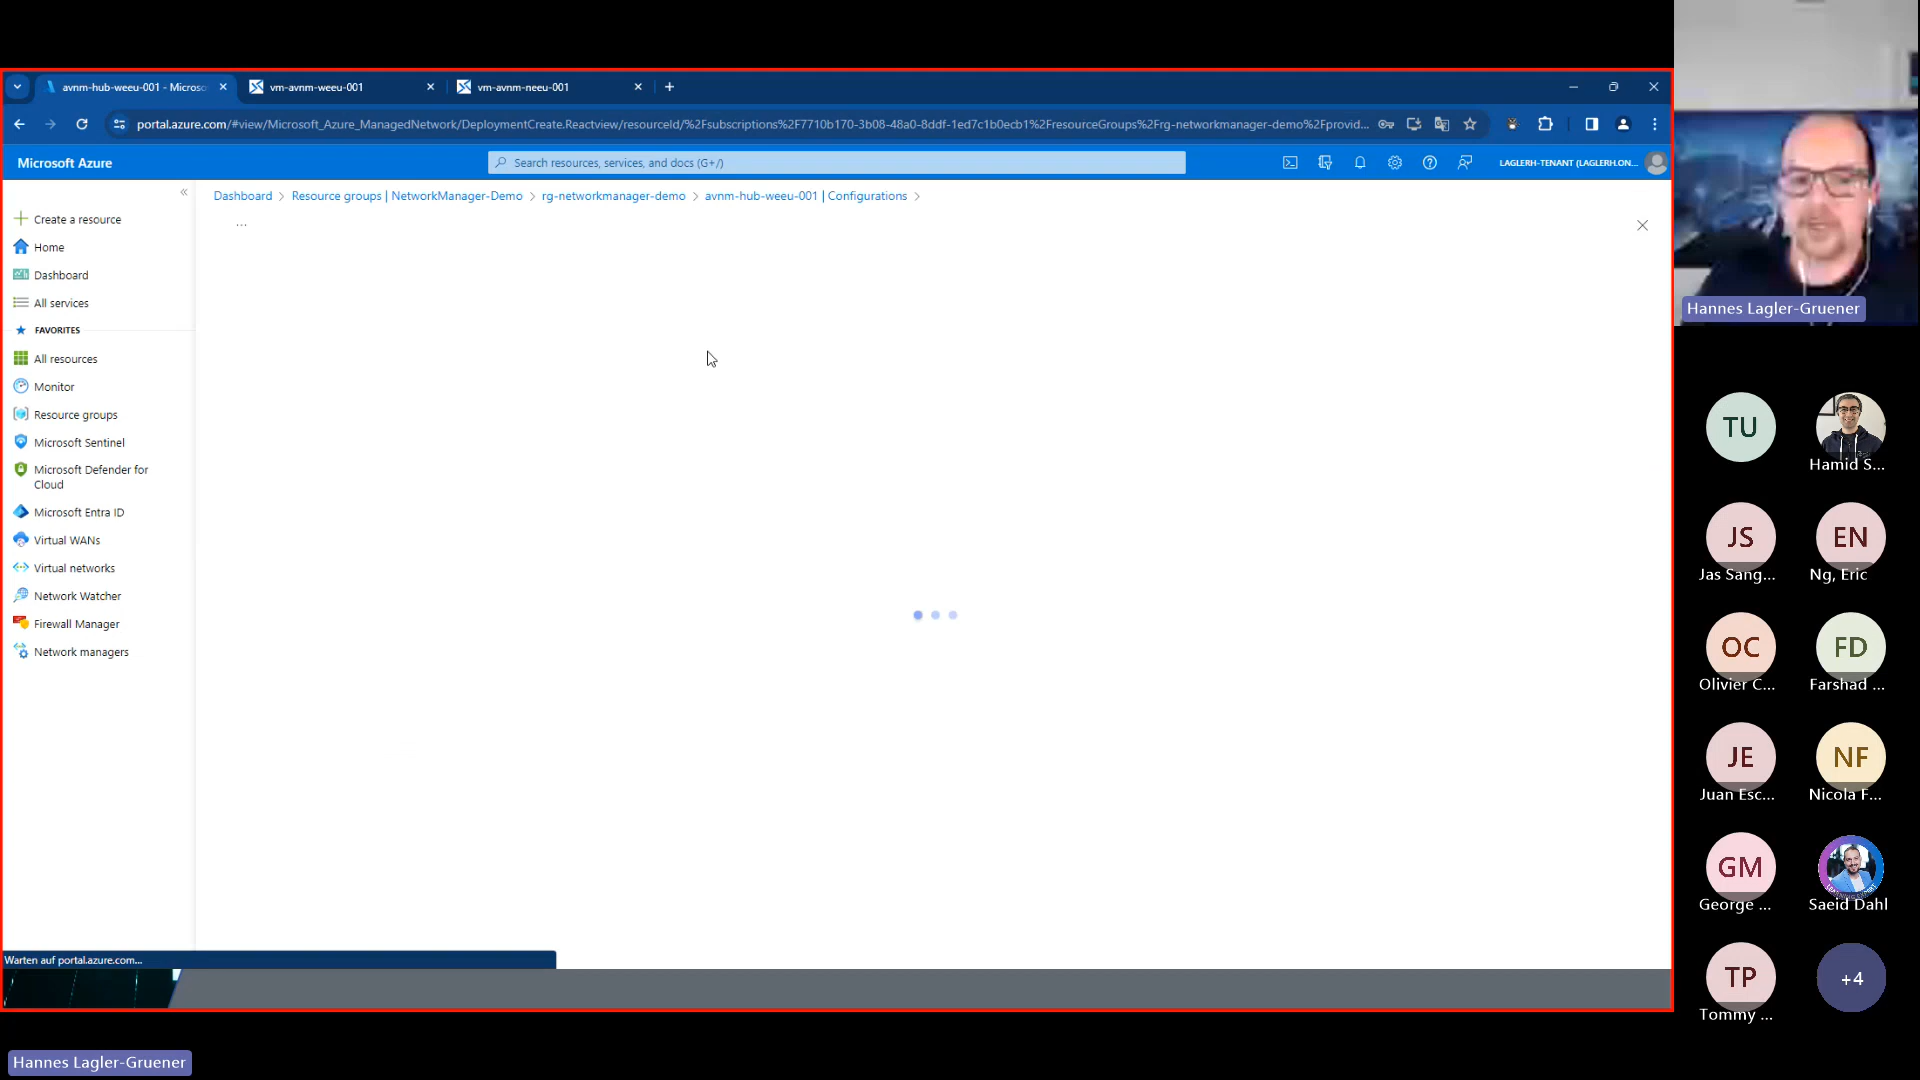 avnm-hub-weeu-001 - Microso
vm-avnm-weeu-001
vm-avnm-neeu-001
portal.azure.com/#view/Microsoft_Azure_ManagedNetwork/DeploymentCreate.Reactview/resourceId/%2Fsubscriptions%2F7710b170-3b08-48a0-8ddf-1ed7c1b0ecb1%2FresourceGroups%2Frg-networkmanager-demo%2Fprovid...
Microsoft Azure
Search resources, services, and docs (G+/)
LAGLERH-TENANT (LAGLERH.ON...
Dashboard > Resource groups | NetworkManager-Demo > rg-networkmanager-demo > avnm-hub-weeu-001 | Configurations >
...
Create a resource
Home
Dashboard
All services
FAVORITES
All resources
Monitor
Resource groups
Microsoft Sentinel
Microsoft Defender for
Cloud
Microsoft Entra ID
Virtual WANs
Virtual networks
Network Watcher
Firewall Manager
Network managers
Warten auf portal.azure.com...
Hannes Lagler-Gruener
Hannes Lagler-Gruener
TU
Hamid S...
JS
Jas Sang...
EN
Ng, Eric
OC
Olivier C...
FD
Farshad ...
JE
Juan Esc...
NF
Nicola F...
GM
George ...
Saeid Dahl
TP
Tommy ...
+4